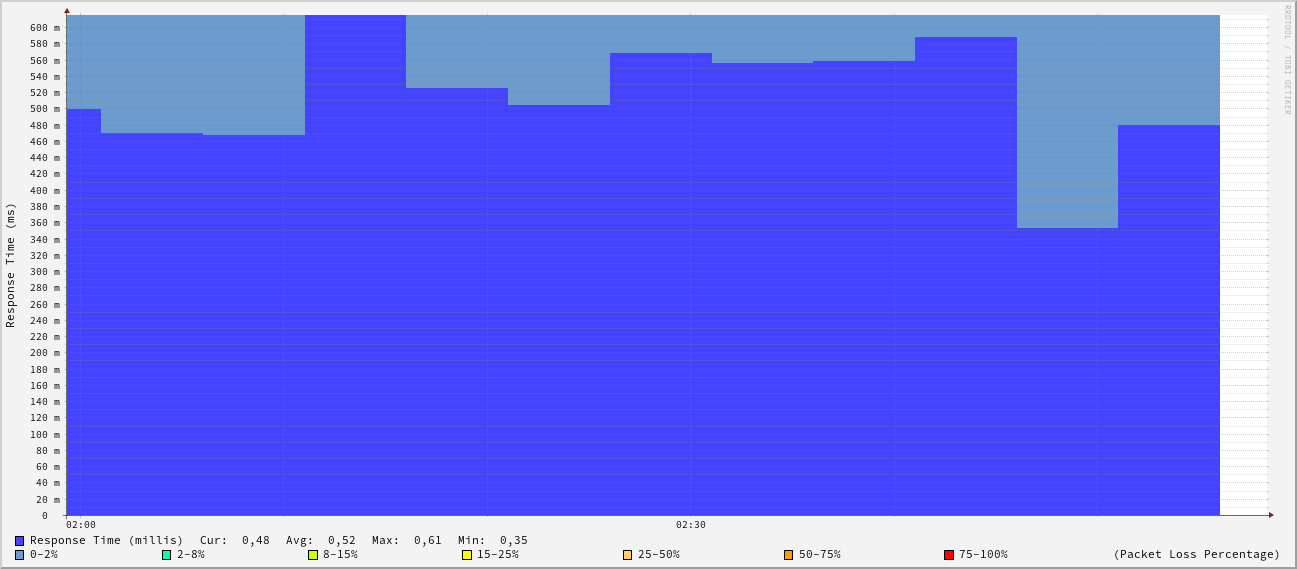 RRDTOOL / TOBI OETIKER
Response Time (ms)
600 m
580 m
560 m
540 m
520 m
500 m
480 m
460 m
440 m
420 m
400 m
380 m
360 m
340 m
320 m
300 m
280 m
260 m
240 m
220 m
200 m
180 m
160 m
140 m
120 m
100 m
80 m
60 m
40 m
20 m
0
02:00 02:30
Response Time (millis) Cur: 0,48 Avg: 0,52 Max: 0,61 Min: 0,35
0-2% 2-8% 8-15% 15-25% 25-50% 50-75% 75-100% (Packet Loss Percentage)